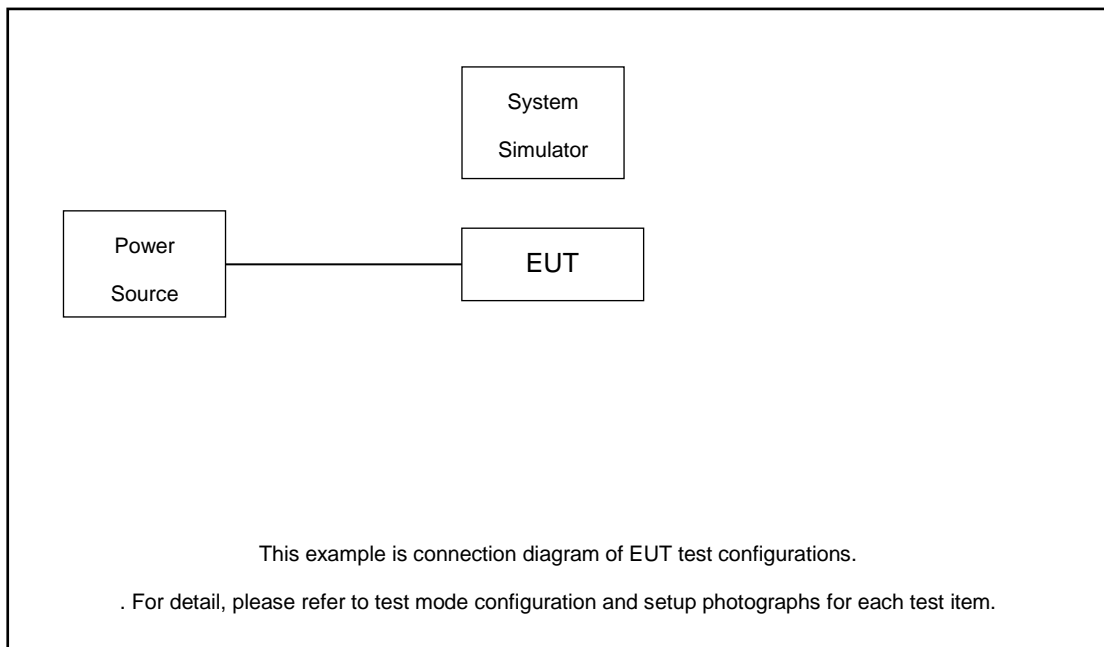 System
Simulator
Power
Source
EUT
This example is connection diagram of EUT test configurations.
. For detail, please refer to test mode configuration and setup photographs for each test item.